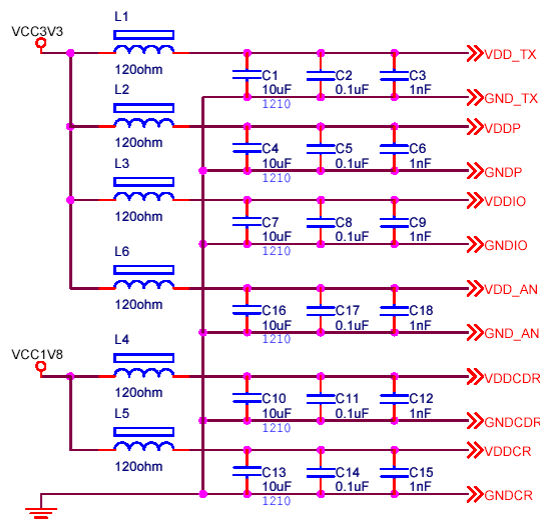 L1
VCC3V3
120ohm
C1 C2 C3
10uF 0.1uF 1nF
1210
VDD_TX
GND_TX
L2
120ohm
VDDP
C4 C5 C6
10uF 0.1uF 1nF
1210
GNDP
L3
120ohm
VDDIO
C7 C8 C9
10uF 0.1uF 1nF
1210
GNDIO
L6
120ohm
VDD_AN
C16 C17 C18
10uF 0.1uF 1nF
1210
GND_AN
L4
VCC1V8
120ohm
VDDCDR
C10 C11 C12
10uF 0.1uF 1nF
1210
GNDCDR
L5
120ohm
VDDCR
C13 C14 C15
10uF 0.1uF 1nF
1210
GNDCR